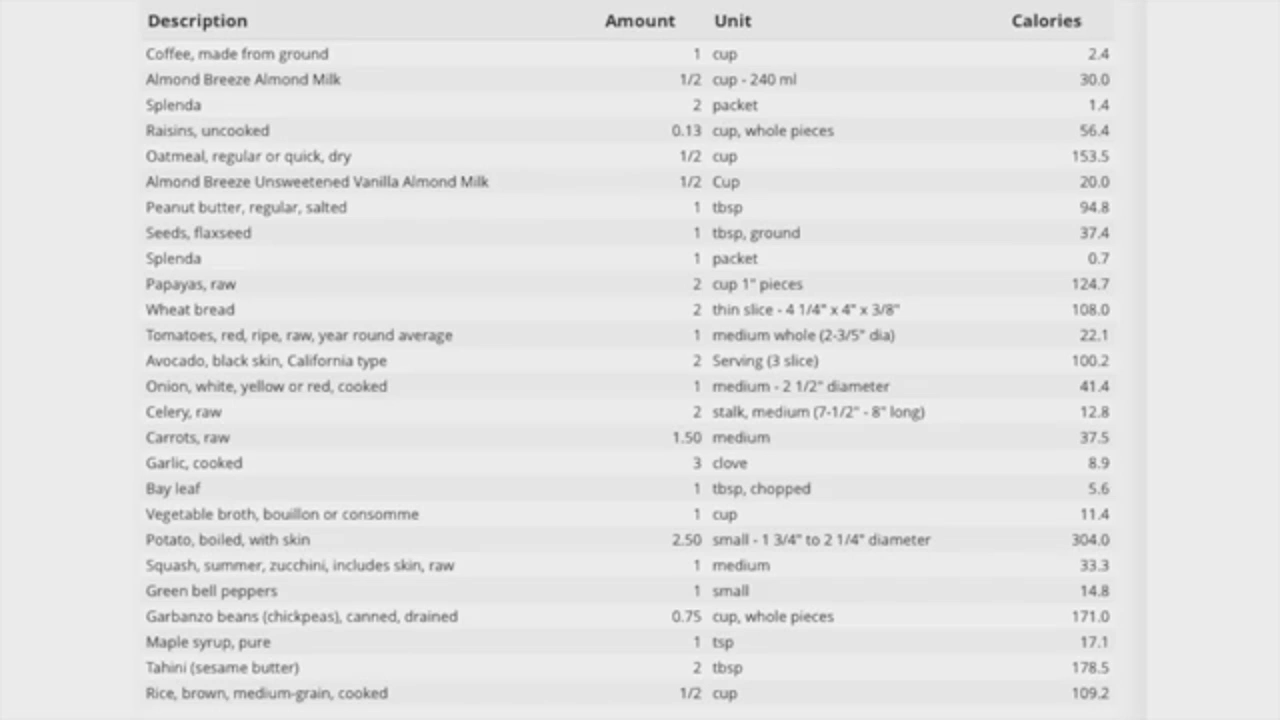 Description Amount Unit Calories
Coffee, made from ground 1 cup 2.4
Almond Breeze Almond Milk 1/2 cup - 240 ml 30.0
Splenda 2 packet 1.4
Raisins, uncooked 0.13 cup, whole pieces 56.4
Oatmeal, regular or quick, dry 1/2 cup 153.5
Almond Breeze Unsweetened Vanilla Almond Milk 1/2 Cup 20.0
Peanut butter, regular, salted 1 tbsp 94.8
Seeds, flaxseed 1 tbsp, ground 37.4
Splenda 1 packet 0.7
Papayas, raw 2 cup 1" pieces 124.7
Wheat bread 2 thin slice - 4 1/4" x 4" x 3/8" 108.0
Tomatoes, red, ripe, raw, year round average 1 medium whole (2-3/5" dia) 22.1
Avocado, black skin, California type 2 Serving (3 slice) 100.2
Onion, white, yellow or red, cooked 1 medium - 2 1/2" diameter 41.4
Celery, raw 2 stalk, medium (7-1/2" - 8" long) 12.8
Carrots, raw 1.50 medium 37.5
Garlic, cooked 3 clove 8.9
Bay leaf 1 tbsp, chopped 5.6
Vegetable broth, bouillon or consomme 1 cup 11.4
Potato, boiled, with skin 2.50 small - 1 3/4" to 2 1/4" diameter 304.0
Squash, summer, zucchini, includes skin, raw 1 medium 33.3
Green bell peppers 1 small 14.8
Garbanzo beans (chickpeas), canned, drained 0.75 cup, whole pieces 171.0
Maple syrup, pure 1 tsp 17.1
Tahini (sesame butter) 2 tbsp 178.5
Rice, brown, medium-grain, cooked 1/2 cup 109.2